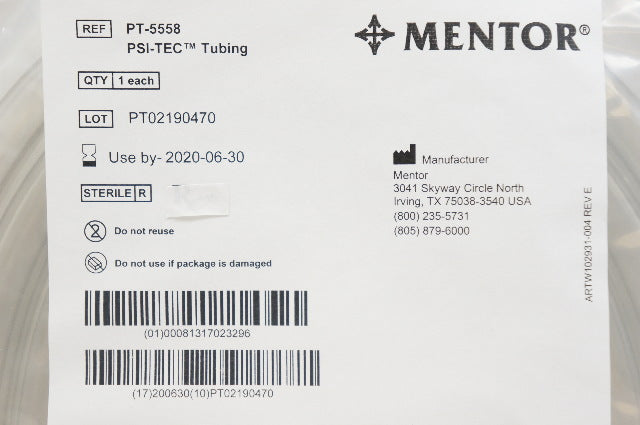 REF PT-5558
PSI-TEC™ Tubing
MENTOR®
QTY 1 each
LOT PT02190470
Use by- 2020-06-30
STERILE R
Do not reuse
Do not use if package is damaged
Manufacturer
Mentor
3041 Skyway Circle North
Irving, TX 75038-3540 USA
(800) 235-5731
(805) 879-6000
ARTW102931-004 REV E
(01)00081317023296
(17)200630(10)PT02190470